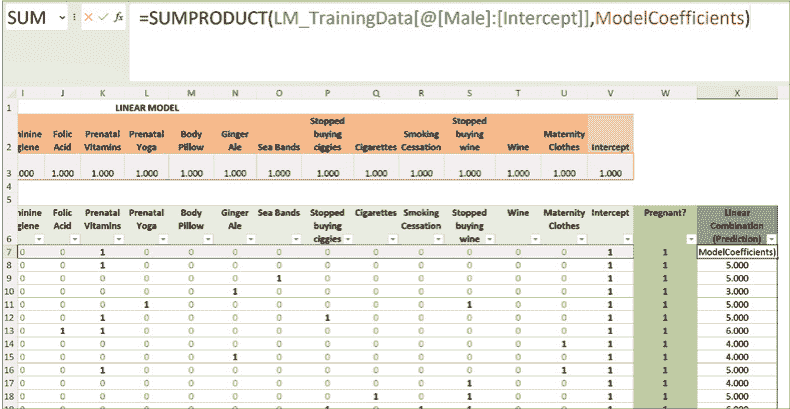 SUM fx =SUMPRODUCT(LM_TrainingData[@[Male]:[Intercept]],ModelCoefficients)
I J K L M N O P Q R S T U V W X
1 LINEAR MODEL
Stopped Stopped
ninine Folic Prenatal Prenatal Body Ginger buying Smoking buying Maternity
2 giene Acid Vitamins Yoga Pillow Ale Sea Bands ciggies Cigarettes Cessation wine Wine Clothes Intercept
3 .000 1.000 1.000 1.000 1.000 1.000 1.000 1.000 1.000 1.000 1.000 1.000 1.000 1.000
4
5
ninine Folic Prenatal Prenatal Body Ginger Sea Bands Stopped Cigarettes Smoking Stopped Wine Maternity Intercept Pregnant? Linear
giene Acid Vitamins Yoga Pillow Ale buying Cessation buying Clothes Combination
6 ciggies wine (Prediction)
7 0 0 1 0 0 0 0 0 0 0 0 0 0 1 1 ModelCoefficients)
8 0 0 1 0 0 0 0 0 0 0 0 0 0 1 1 5.000
9 0 0 0 0 0 0 1 0 0 0 0 0 0 1 1 5.000
10 0 0 0 0 0 1 0 0 0 0 0 0 0 1 1 3.000
11 0 0 0 1 0 0 0 0 0 0 1 0 0 1 1 5.000
12 0 0 1 0 0 0 0 1 0 0 0 0 0 1 1 5.000
13 0 1 1 0 0 0 0 0 0 0 0 0 0 1 1 6.000
14 0 0 0 0 0 0 0 0 0 0 0 0 1 1 1 4.000
15 0 0 0 0 0 1 0 0 0 0 0 0 0 1 1 4.000
16 0 0 1 0 0 0 0 0 0 0 0 0 1 1 1 5.000
17 0 0 0 0 0 0 0 0 0 0 1 0 0 1 1 4.000
18 0 0 0 0 0 0 0 0 1 0 1 0 0 1 1 5.000